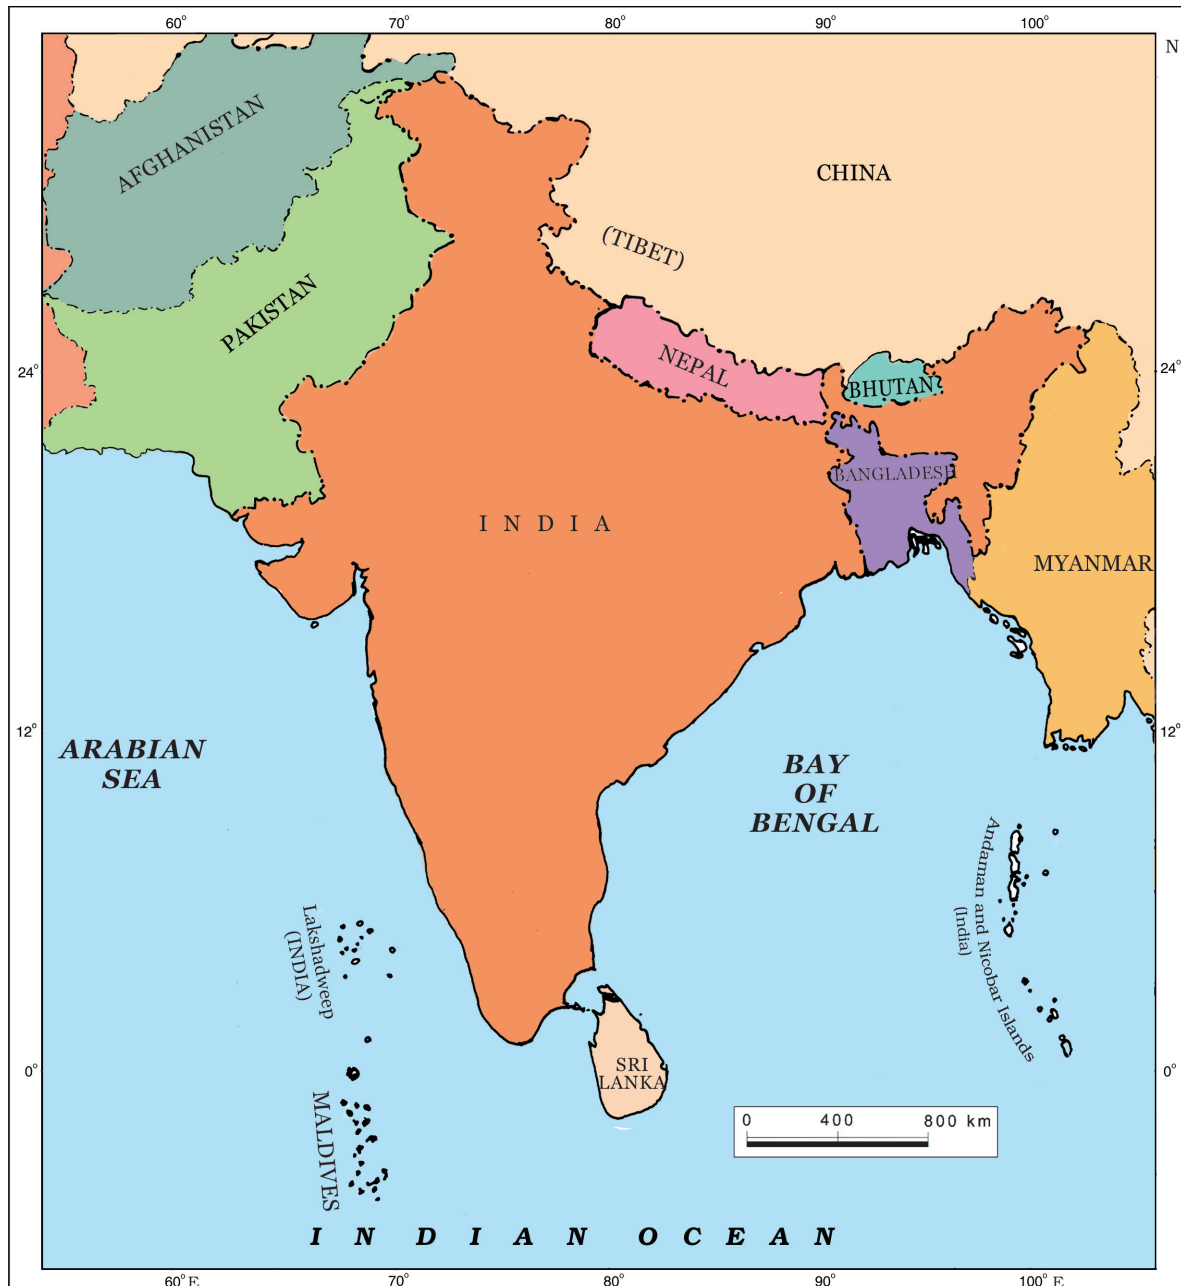 60° 70° 80° 90° 100°
N
AFGHANISTAN
CHINA
(TIBET)
PAKISTAN
NEPAL
24° 24°
BHUTAN
BANGLADESH
I N D I A
MYANMAR
12° 12°
ARABIAN
SEA
BAY
OF
BENGAL
Andaman and Nicobar Islands
(India)
Lakshadweep
(INDIA)
0° 0°
SRI
LANKA
MALDIVES
0 400 800 km
I N D I A N O C E A N
60° E 70° 80° 90° 100° E